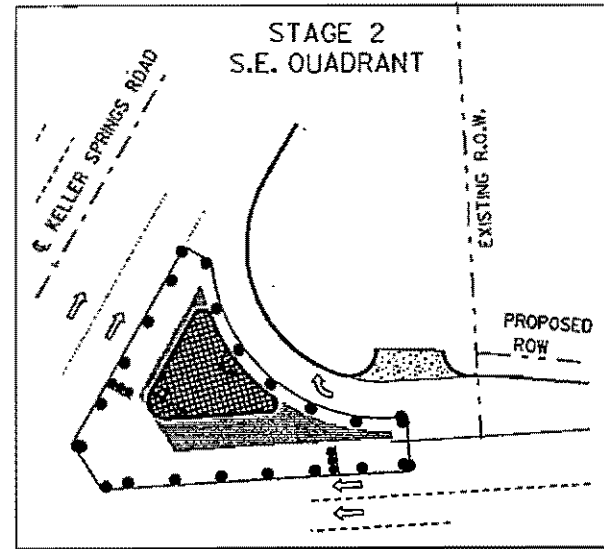 STAGE 2
S.E. QUADRANT
℄ KELLER SPRINGS ROAD
EXISTING R.O.W.
PROPOSED
ROW